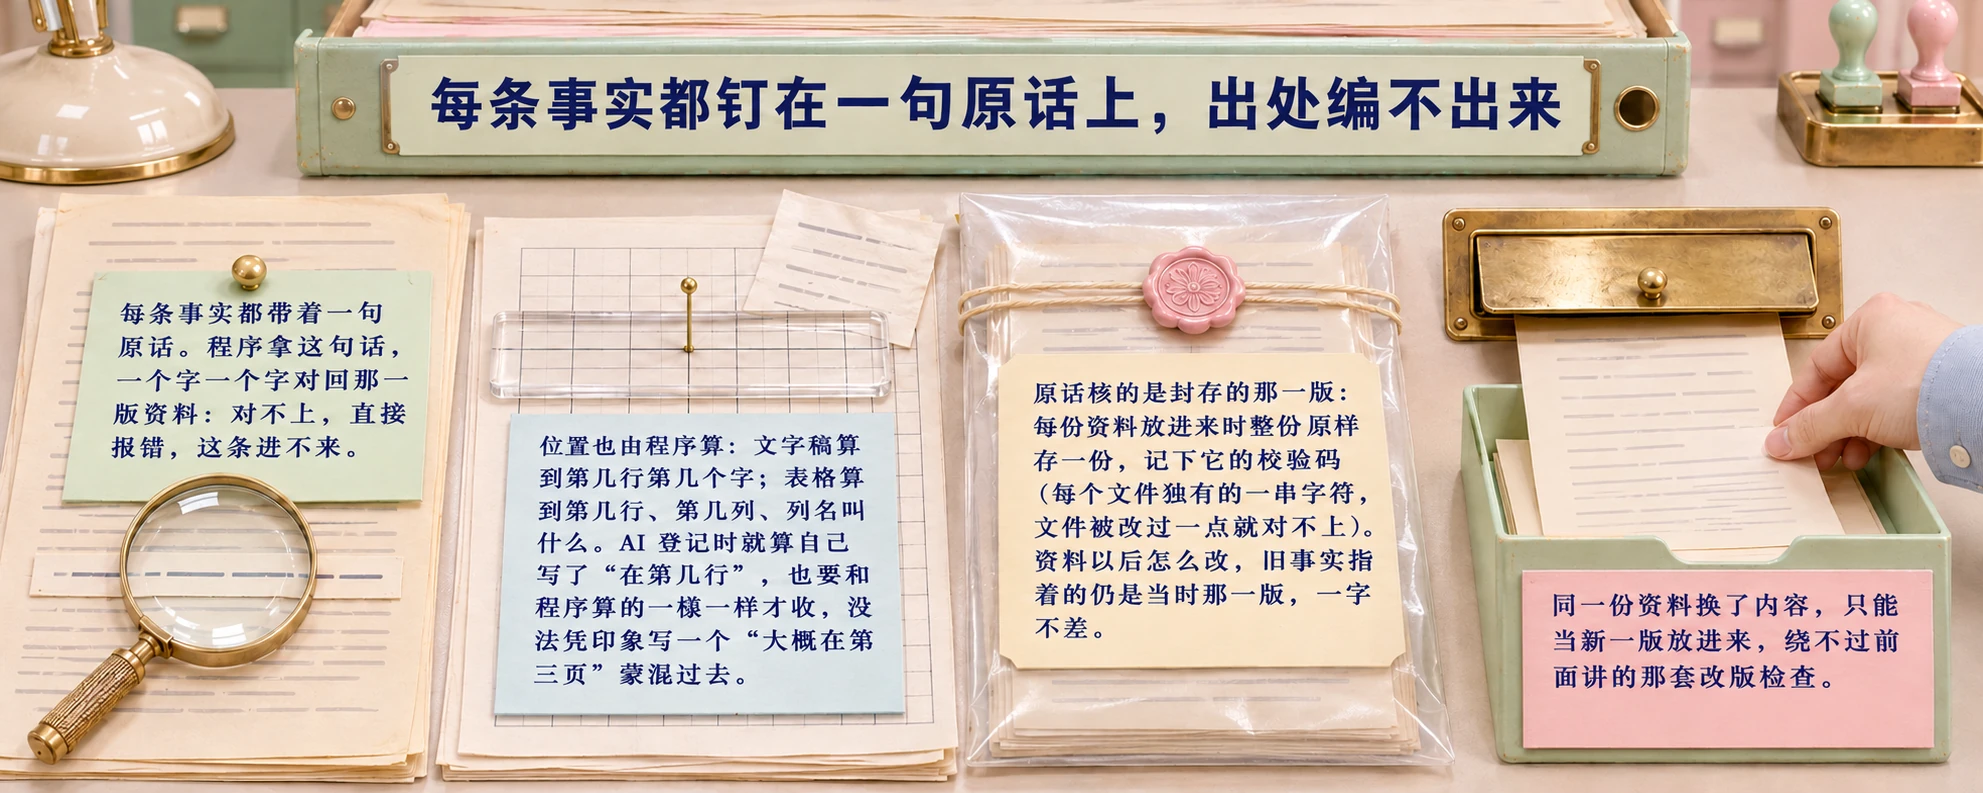 每条事实都钉在一句原话上，出处编不出来
每条事实都带着一句
原话。程序拿这句话，
一个字一个字对回那一
版资料：对不上，直接
报错，这条进不来。
位置也由程序算：文字稿算
到第几行第几个字；表格算
到第几行、第几列、列名叫
什么。AI 登记时就算自己
写了“在第几行”，也要和
程序算的一模一样才收，没
法凭印象写一个“大概在第
三页”蒙混过去。
原话核的是封存的那一版：
每份资料放进来时整份原样
存一份，记下它的校验码
（每个文件独有的一串字符，
文件被改过一点就对不上）。
资料以后怎么改，旧事实指
着的仍是当时那一版，一字
不差。
同一份资料换了内容，只能
当新一版放进来，绕不过前
面讲的那套改版检查。